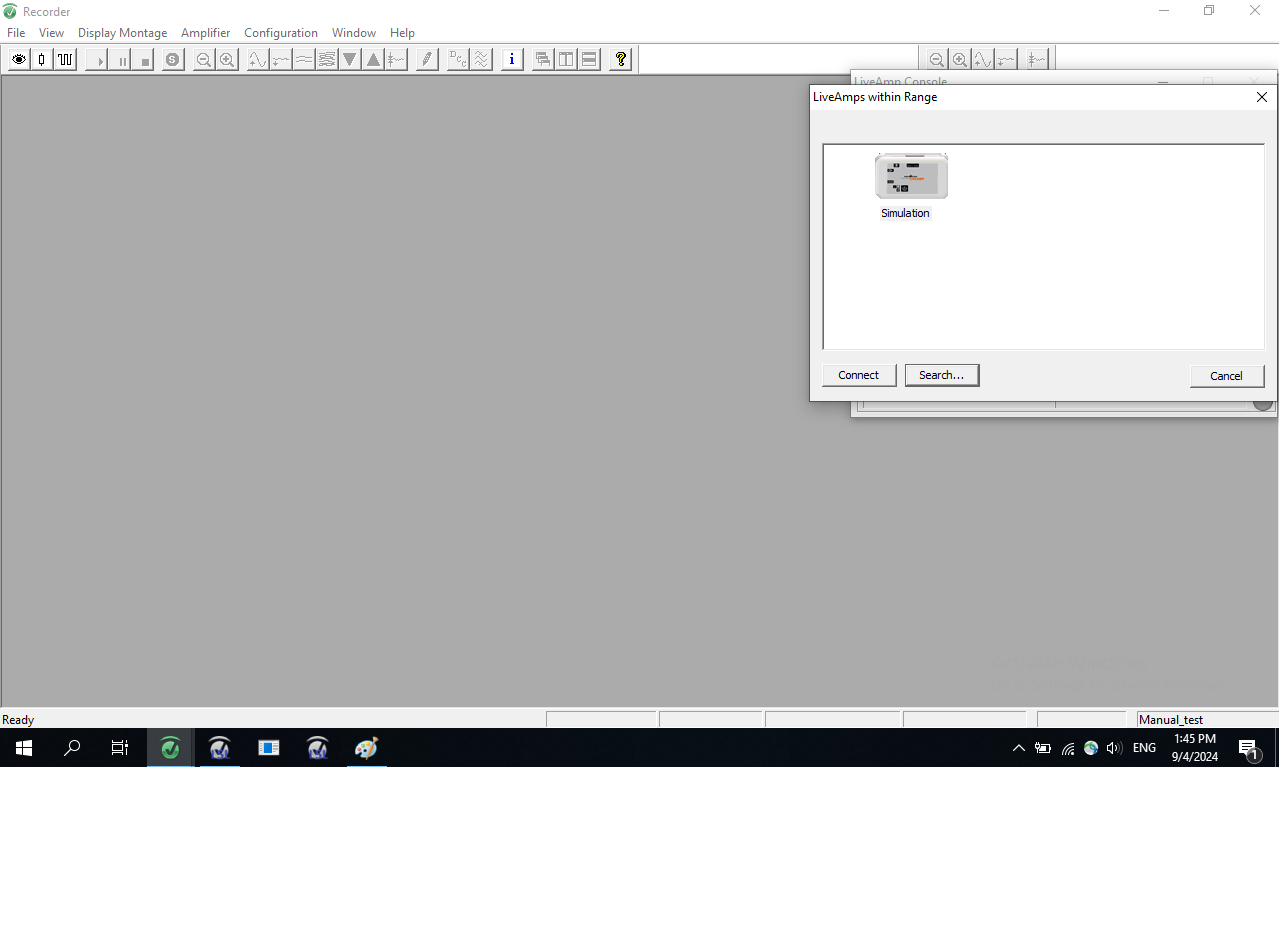 Recorder
File View Display Montage Amplifier Configuration Window Help
LiveAmp Console
LiveAmps within Range
Simulation
Connect Search... Cancel
Ready Manual_test
ENG 1:45 PM
9/4/2024
1